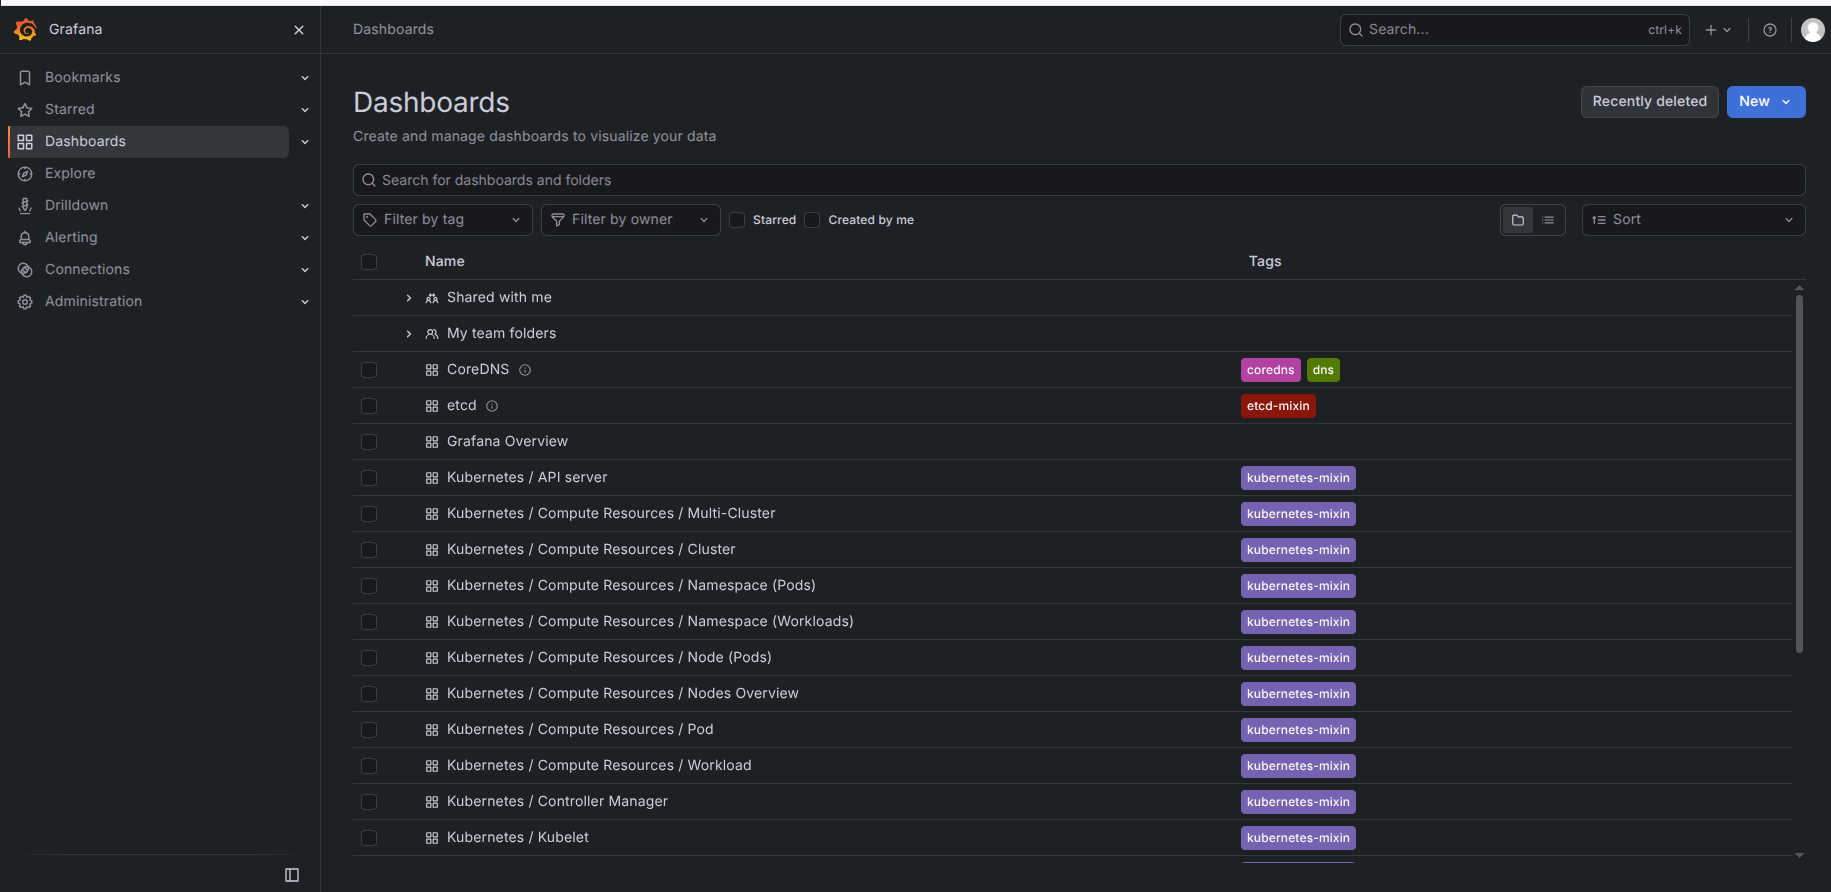 Grafana
Dashboards
Search...
ctrl+k
Bookmarks
Starred
Dashboards
Explore
Drilldown
Alerting
Connections
Administration
Dashboards
Create and manage dashboards to visualize your data
Recently deleted
New
Search for dashboards and folders
Filter by tag
Filter by owner
Starred
Created by me
Sort
Name Tags
Shared with me
My team folders
CoreDNS coredns dns
etcd etcd-mixin
Grafana Overview
Kubernetes / API server kubernetes-mixin
Kubernetes / Compute Resources / Multi-Cluster kubernetes-mixin
Kubernetes / Compute Resources / Cluster kubernetes-mixin
Kubernetes / Compute Resources / Namespace (Pods) kubernetes-mixin
Kubernetes / Compute Resources / Namespace (Workloads) kubernetes-mixin
Kubernetes / Compute Resources / Node (Pods) kubernetes-mixin
Kubernetes / Compute Resources / Nodes Overview kubernetes-mixin
Kubernetes / Compute Resources / Pod kubernetes-mixin
Kubernetes / Compute Resources / Workload kubernetes-mixin
Kubernetes / Controller Manager kubernetes-mixin
Kubernetes / Kubelet kubernetes-mixin